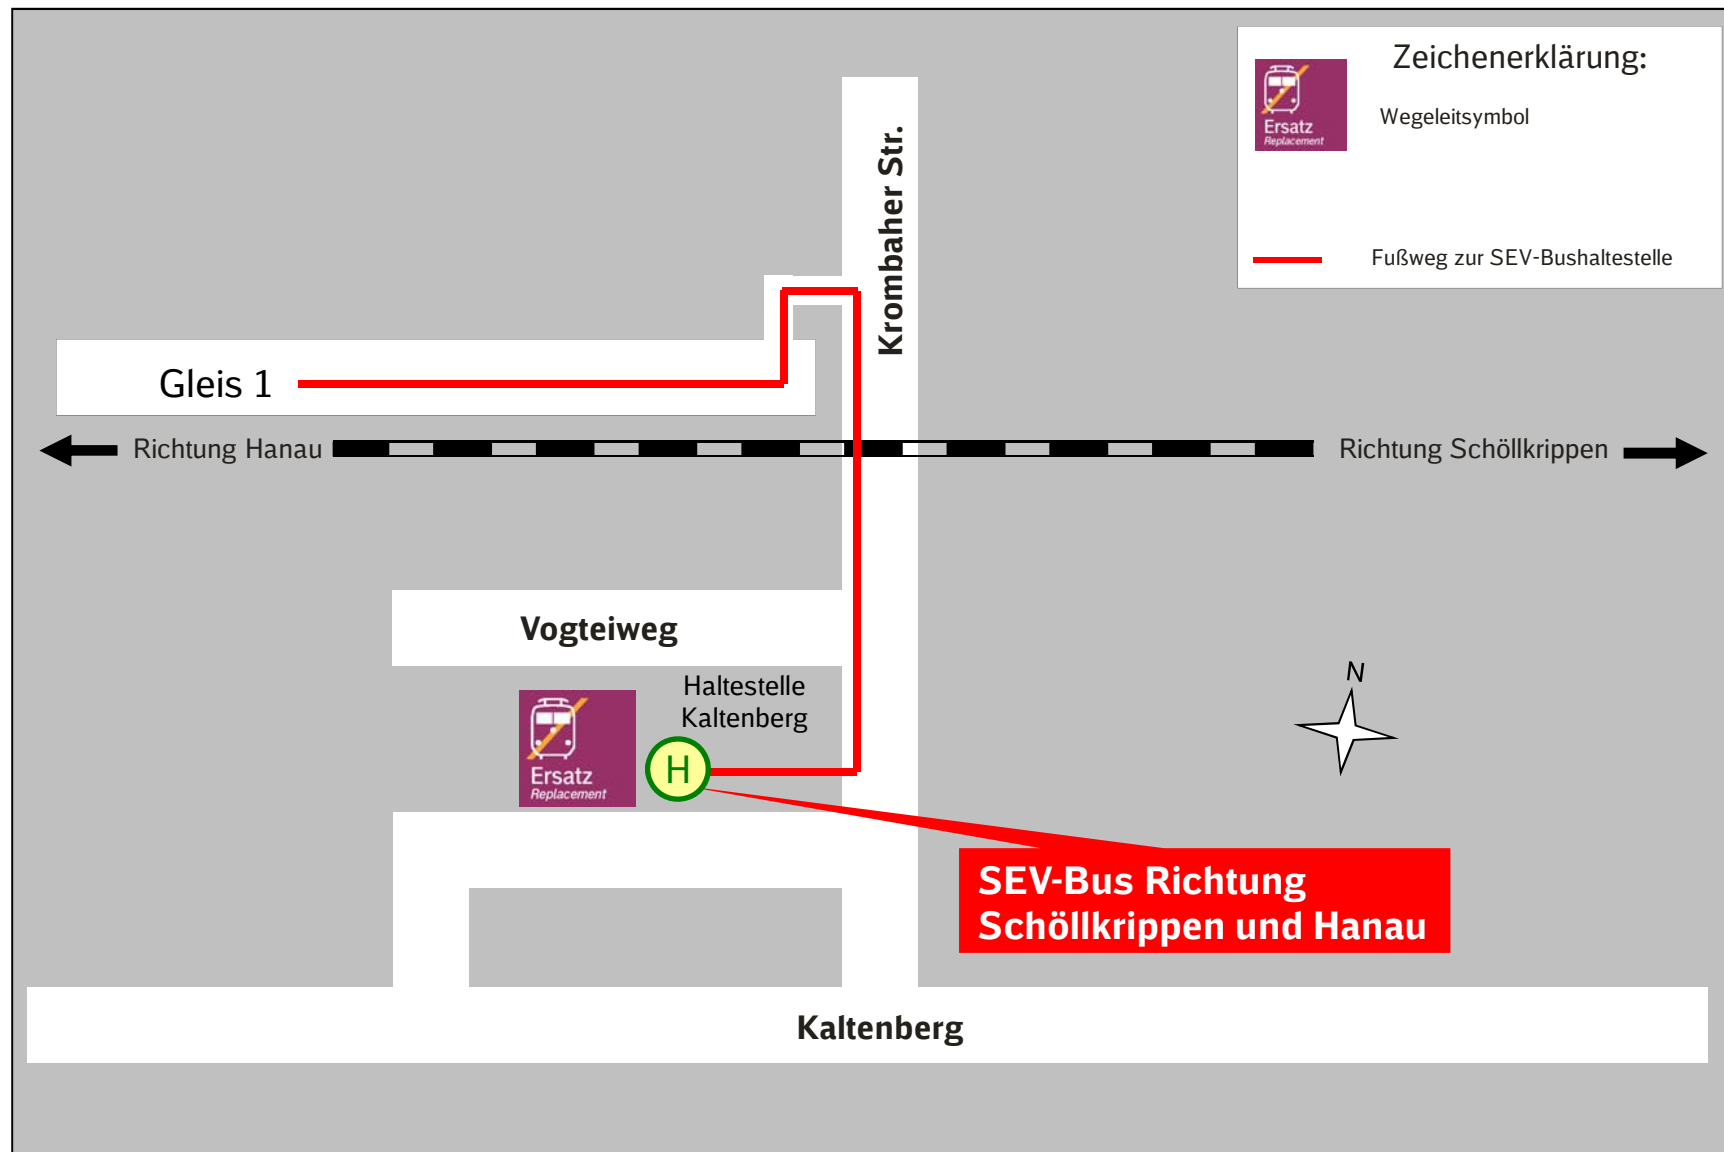 Zeichenerklärung:
Ersatz
Replacement
Wegeleitsymbol
Fußweg zur SEV-Bushaltestelle
Krombaher Str.
Gleis 1
Richtung Hanau
Richtung Schöllkrippen
Vogteiweg
Haltestelle
Kaltenberg
Ersatz
Replacement
H
N
SEV-Bus Richtung
Schöllkrippen und Hanau
Kaltenberg